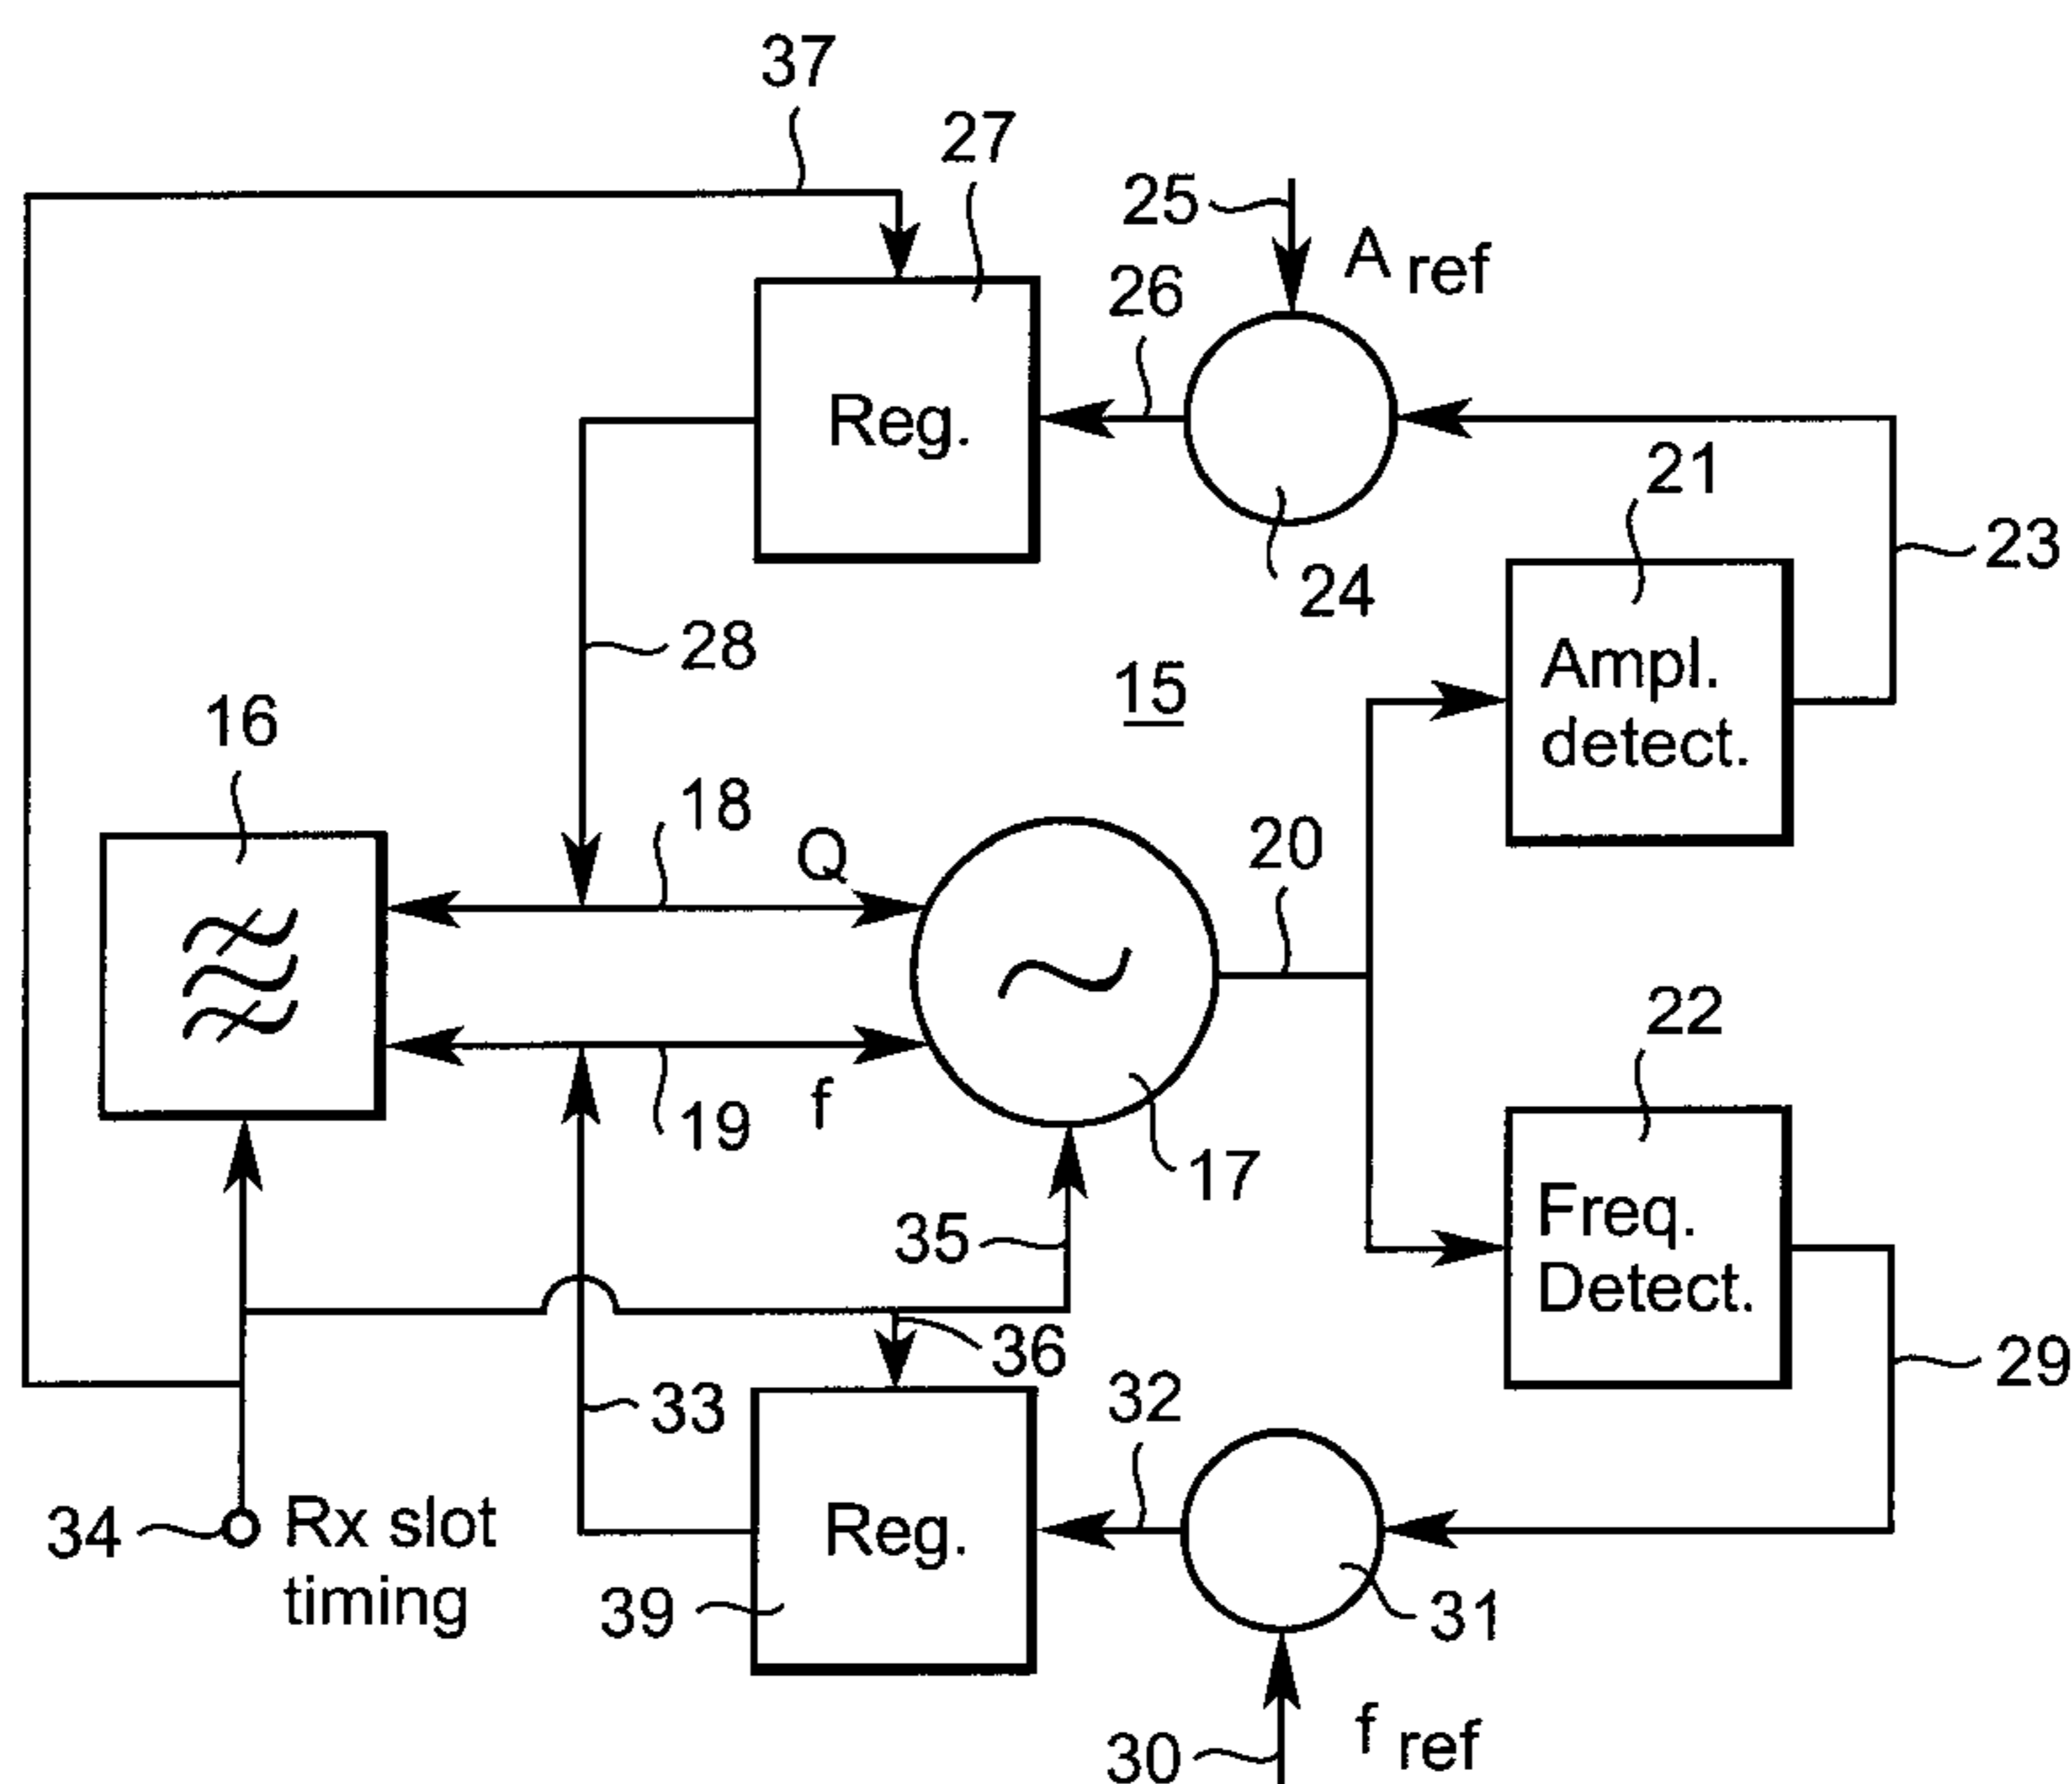 37
27
25
A ref
26
Reg.
21
23
24
Ampl.
detect.
28
15
16
18
Q
20
22
19
f
17
35
Freq.
Detect.
36
29
33
32
34
Rx slot
timing
Reg.
39
31
30
f ref